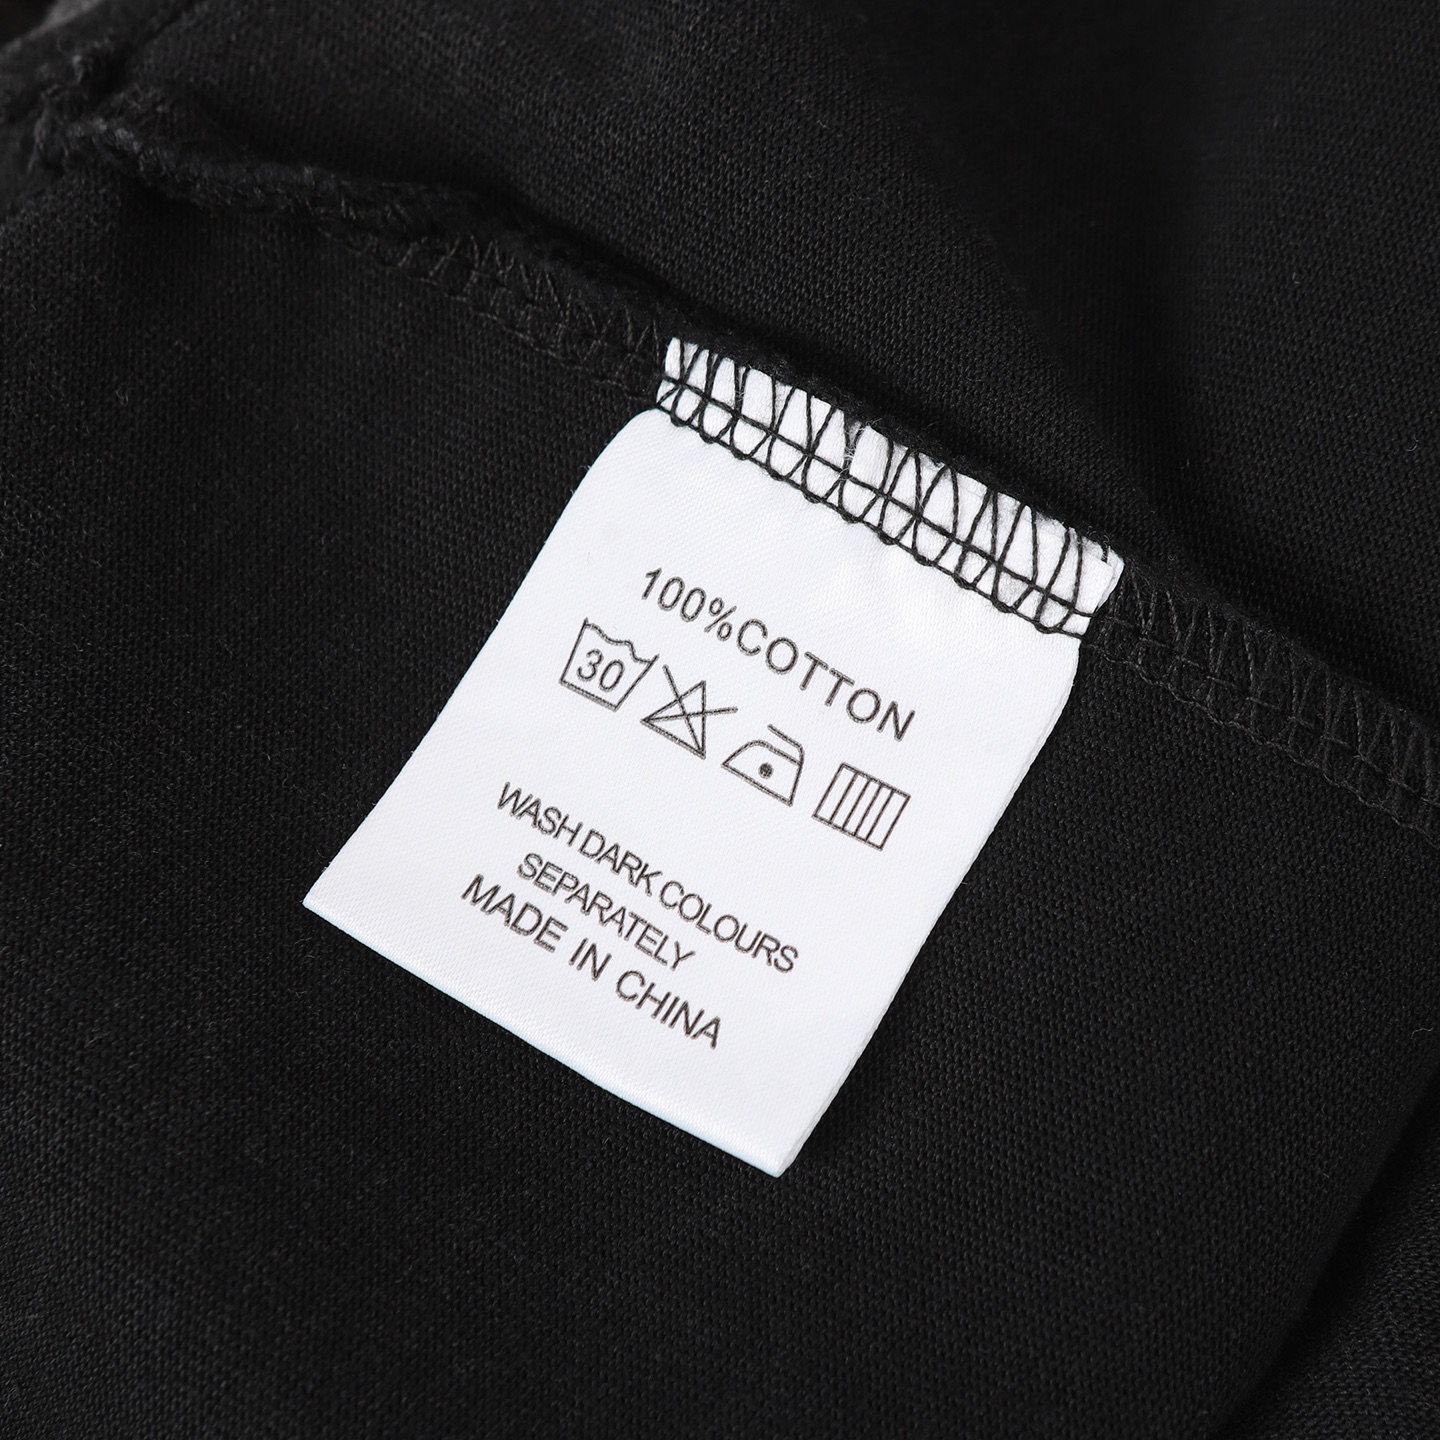 100%COTTON
30
WASH DARK COLOURS
SEPARATELY
MADE IN CHINA